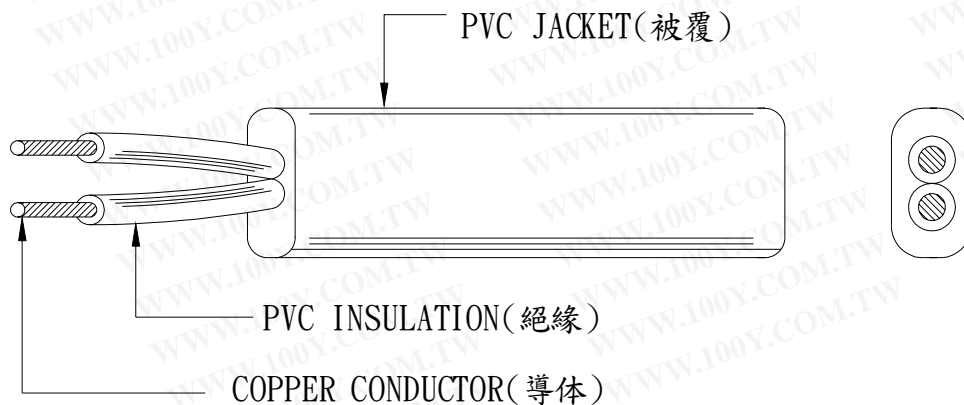 PVC JACKET(被覆)
PVC INSULATION(絕緣)
COPPER CONDUCTOR(導体)
WWW.100Y.COM.TW